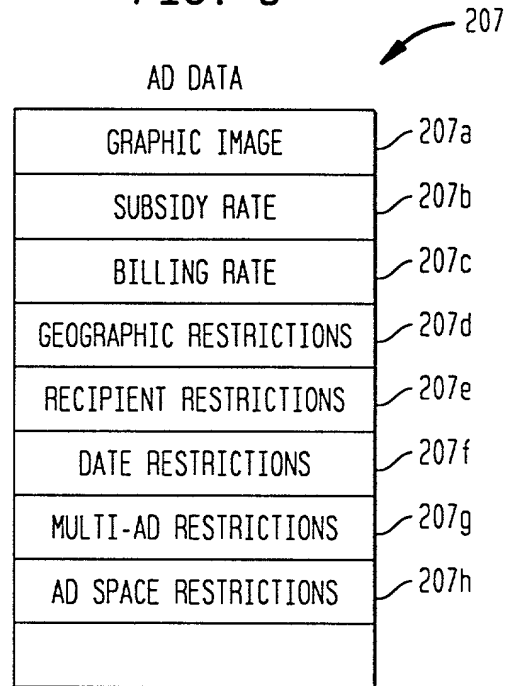 207
AD DATA
GRAPHIC IMAGE 207a
SUBSIDY RATE 207b
BILLING RATE 207c
GEOGRAPHIC RESTRICTIONS 207d
RECIPIENT RESTRICTIONS 207e
DATE RESTRICTIONS 207f
MULTI-AD RESTRICTIONS 207g
AD SPACE RESTRICTIONS 207h